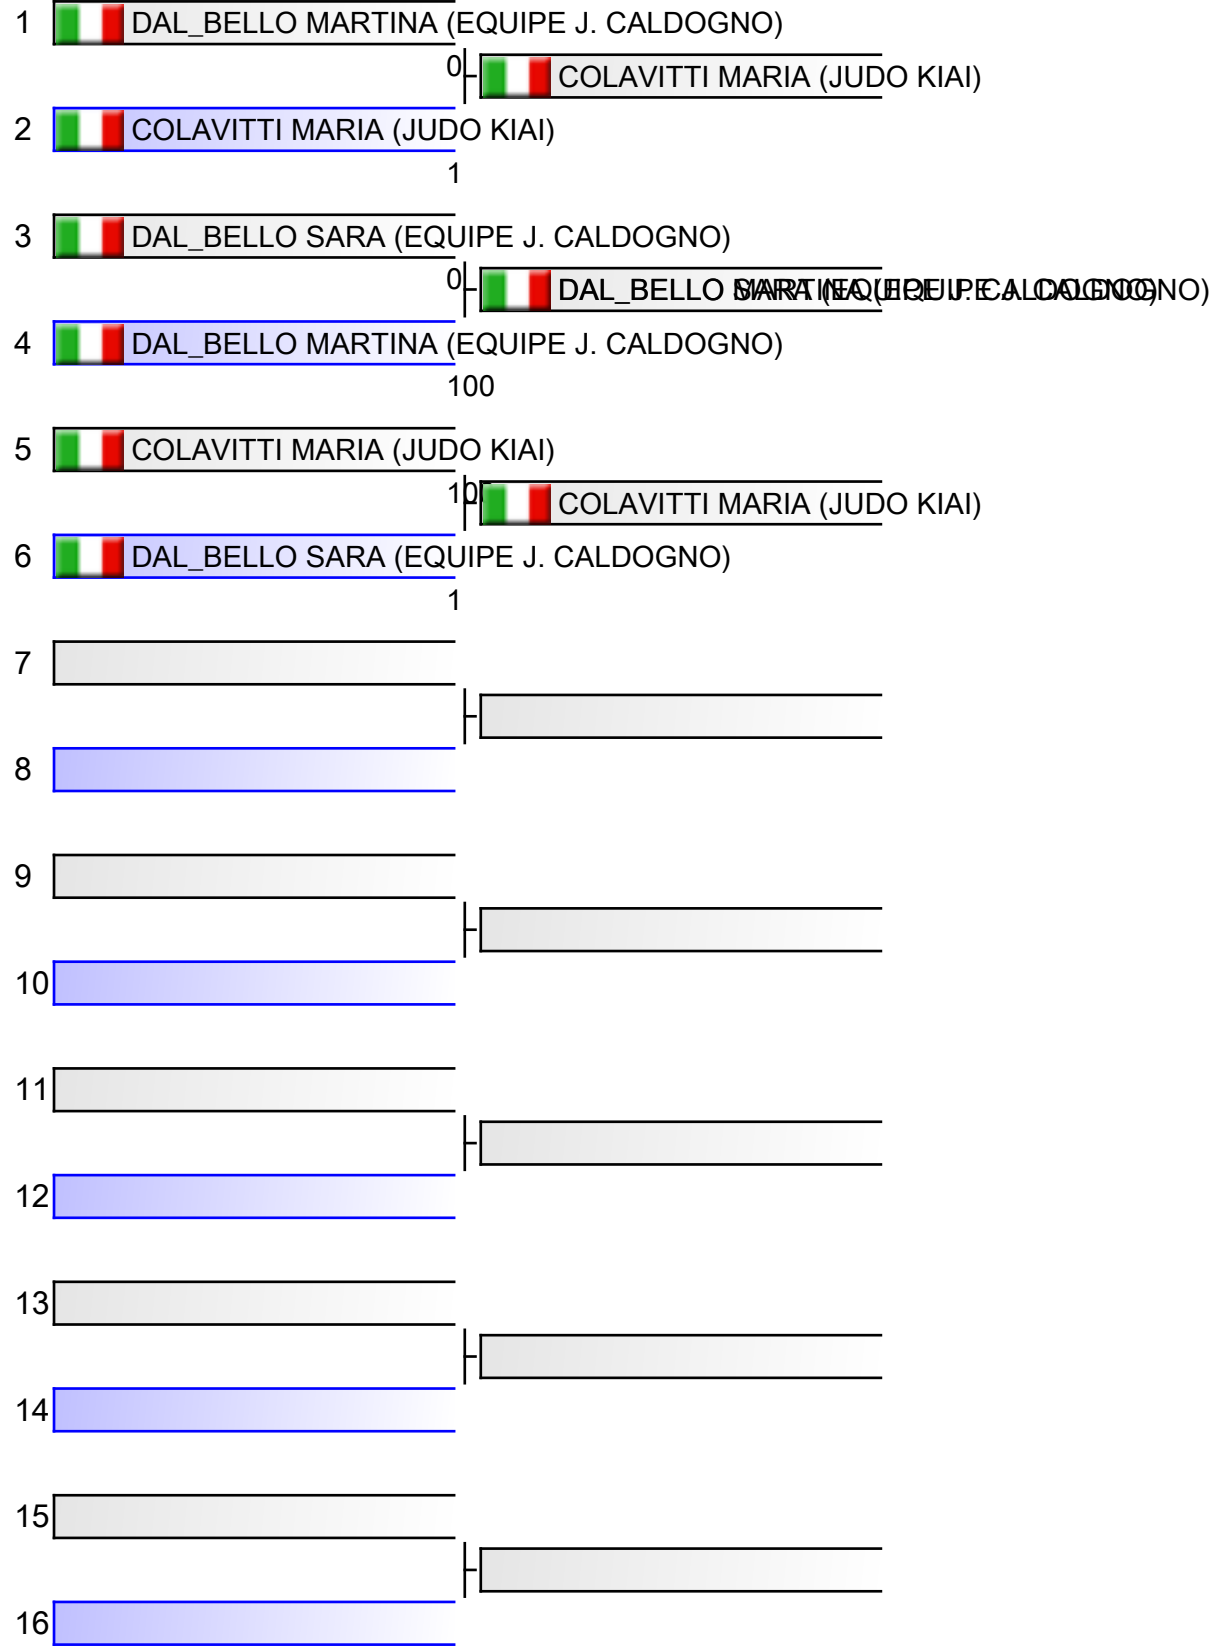 1 DAL_BELLO MARTINA (EQUIPE J. CALDOGNO)
0 COLAVITTI MARIA (JUDO KIAI)
2 COLAVITTI MARIA (JUDO KIAI)
1
3 DAL_BELLO SARA (EQUIPE J. CALDOGNO)
0 DAL_BELLO
4 DAL_BELLO MARTINA (EQUIPE J. CALDOGNO)
100
5 COLAVITTI MARIA (JUDO KIAI)
COLAVITTI MARIA (JUDO KIAI)
6 DAL_BELLO SARA (EQUIPE J. CALDOGNO)
1
7
8
9
10
11
12
13
14
15
16